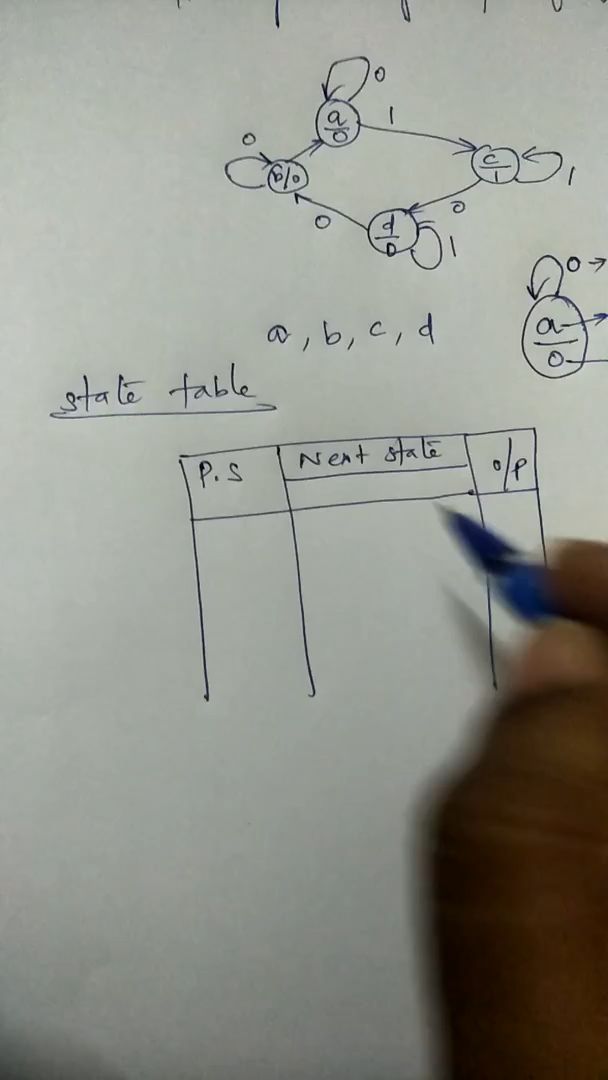 0
a
0
1
0
b/0
c
1
1
0
0
d
0
1
0 →
a
0
a, b, c, d
state table
P.S Next state o/p